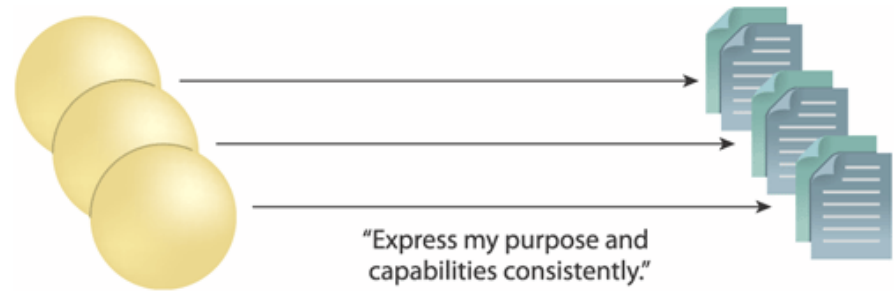 “Express my purpose and
capabilities consistently.”